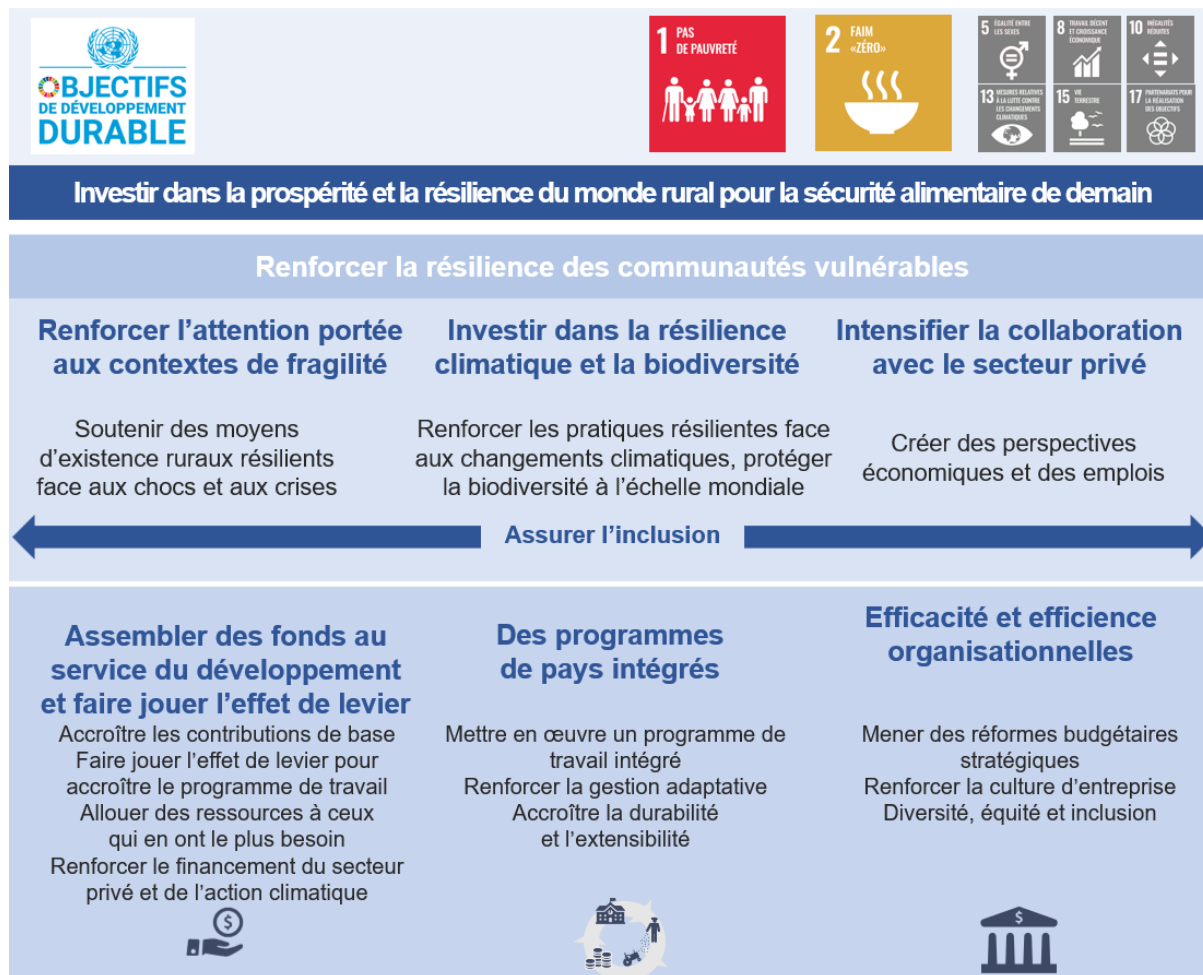 OBJECTIFS
DE DÉVELOPPEMENT
DURABLE
1 PAS
DE PAUVRETÉ
2 FAIM
«ZÉRO»
5 ÉGALITÉ ENTRE
LES SEXES
8 TRAVAIL DÉCENT
ET CROISSANCE
ÉCONOMIQUE
10 INÉGALITÉS
RÉDUITES
13 MESURES RELATIVES
À LA LUTTE CONTRE
LES CHANGEMENTS
CLIMATIQUES
15 VIE
TERRESTRE
17 PARTENARIATS POUR
LA RÉALISATION
DES OBJECTIFS
Investir dans la prospérité et la résilience du monde rural pour la sécurité alimentaire de demain
Renforcer la résilience des communautés vulnérables
Renforcer l’attention portée
aux contextes de fragilité
Soutenir des moyens
d’existence ruraux résilients
face aux chocs et aux crises
Investir dans la résilience
climatique et la biodiversité
Renforcer les pratiques résilientes face
aux changements climatiques, protéger
la biodiversité à l’échelle mondiale
Intensifier la collaboration
avec le secteur privé
Créer des perspectives
économiques et des emplois
Assurer l’inclusion
Assembler des fonds au
service du développement
et faire jouer l’effet de levier
Accroître les contributions de base
Faire jouer l’effet de levier pour
accroître le programme de travail
Allouer des ressources à ceux
qui en ont le plus besoin
Renforcer le financement du secteur
privé et de l’action climatique
$
Des programmes
de pays intégrés
Mettre en œuvre un programme de
travail intégré
Renforcer la gestion adaptative
Accroître la durabilité
et l’extensibilité
Efficacité et efficience
organisationnelles
Mener des réformes budgétaires
stratégiques
Renforcer la culture d’entreprise
Diversité, équité et inclusion
$